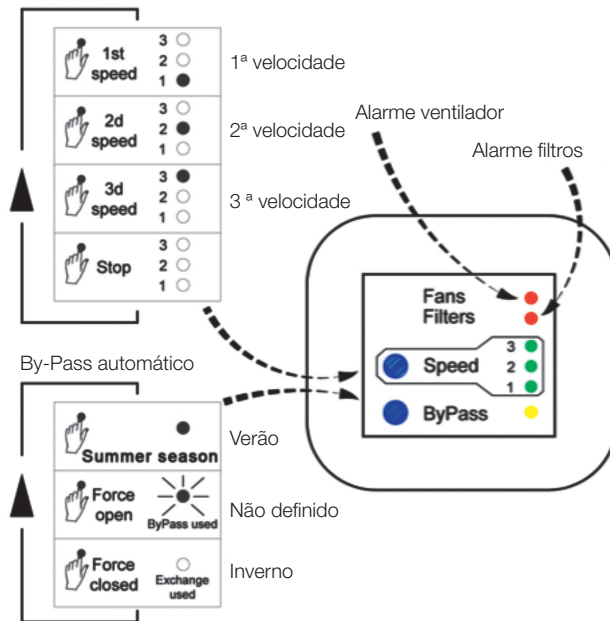 1st
speed
3
2
1
1ª velocidade
2d
speed
3
2
1
2ª velocidade
3d
speed
3
2
1
3 ª velocidade
Stop
3
2
1
Alarme ventilador
Alarme filtros
Fans
Filters
Speed
3
2
1
ByPass
By-Pass automático
Summer season
Verão
Force
open
ByPass used
Não definido
Force
closed
Exchange
used
Inverno